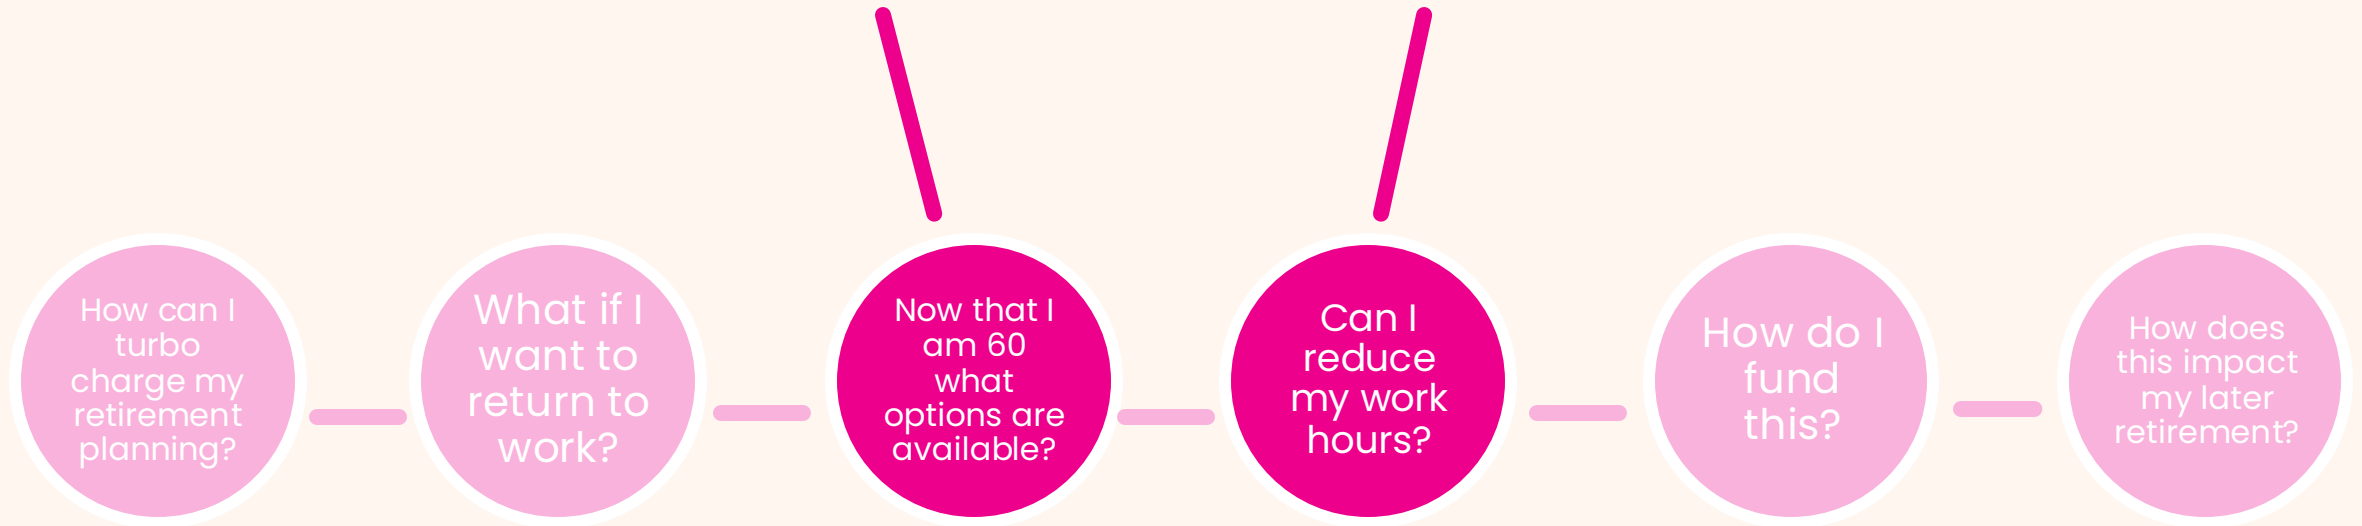 How can I
turbo
charge my
retirement
planning?
What if I
want to
return to
work?
Now that I
am 60
what
options are
available?
Can I
reduce
my work
hours?
How do I
fund
this?
How does
this impact
my later
retirement?